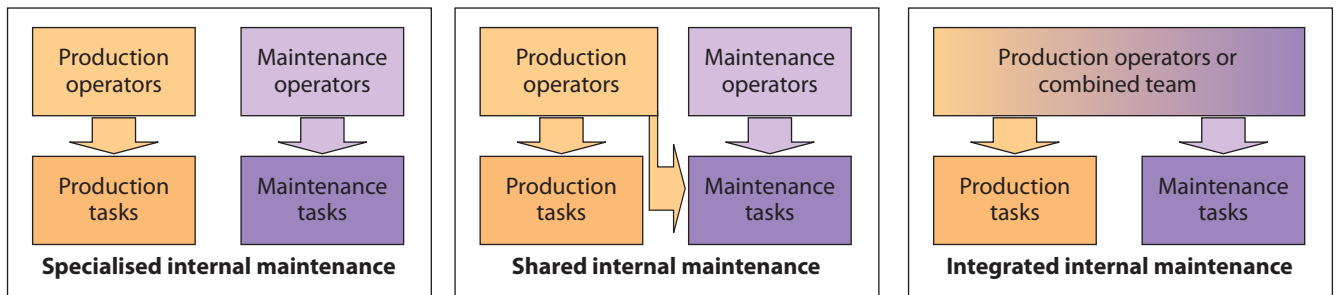 Production
operators
Maintenance
operators
Production
tasks
Maintenance
tasks
Specialised internal maintenance
Production
operators
Maintenance
operators
Production
tasks
Maintenance
tasks
Shared internal maintenance
Production operators or
combined team
Production
tasks
Maintenance
tasks
Integrated internal maintenance